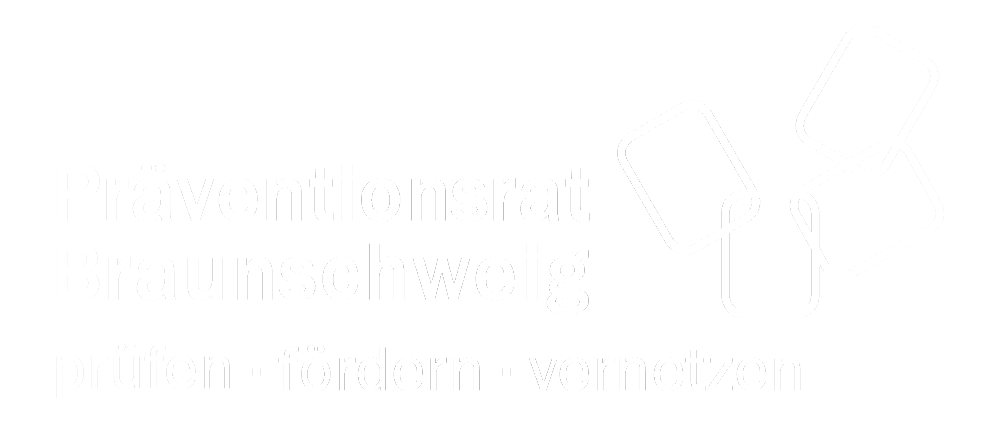 Präventionsrat
Braunschweig
prüfen · fördern · vernetzen